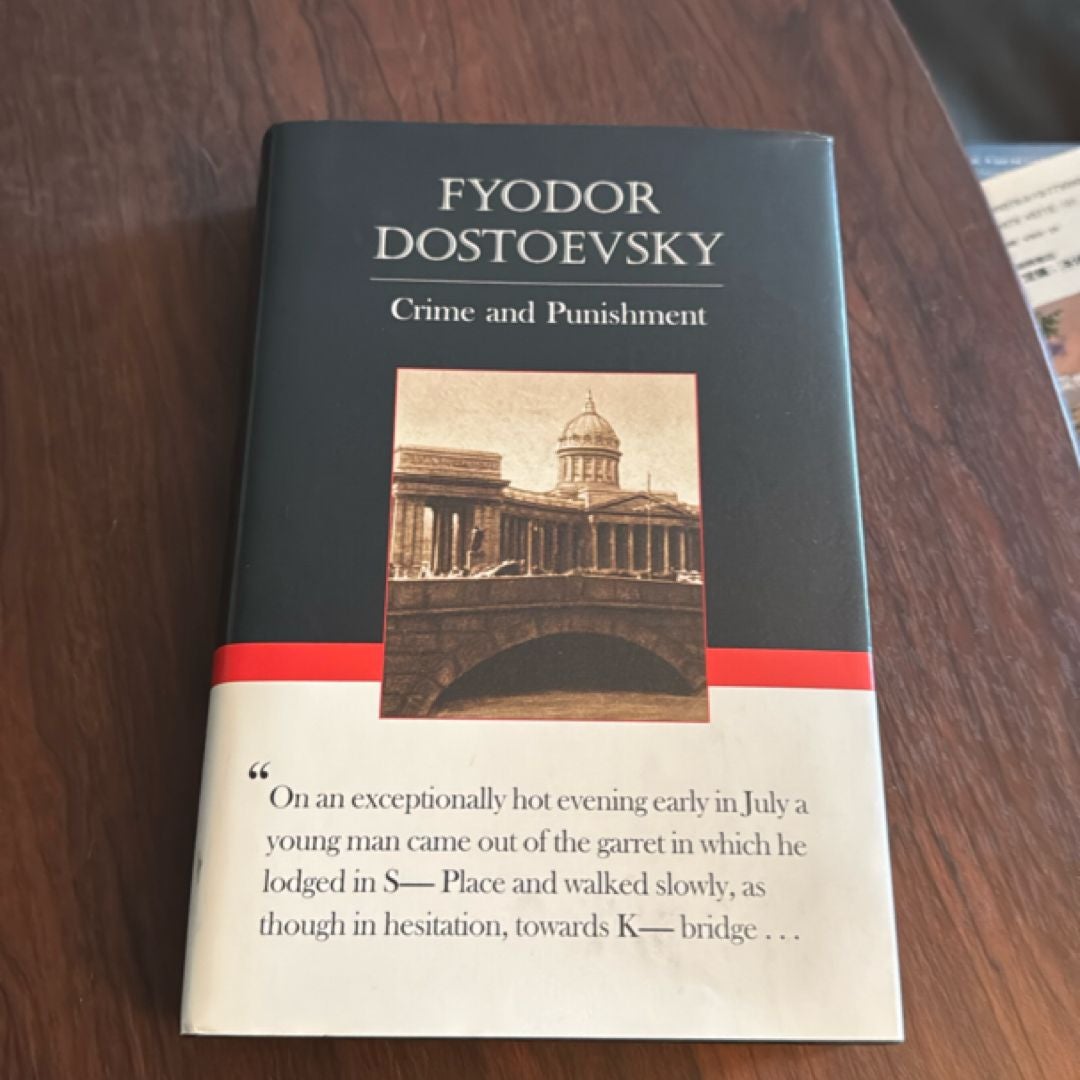 FYODOR
DOSTOEVSKY
Crime and Punishment
“On an exceptionally hot evening early in July a
young man came out of the garret in which he
lodged in S— Place and walked slowly, as
though in hesitation, towards K— bridge . . .